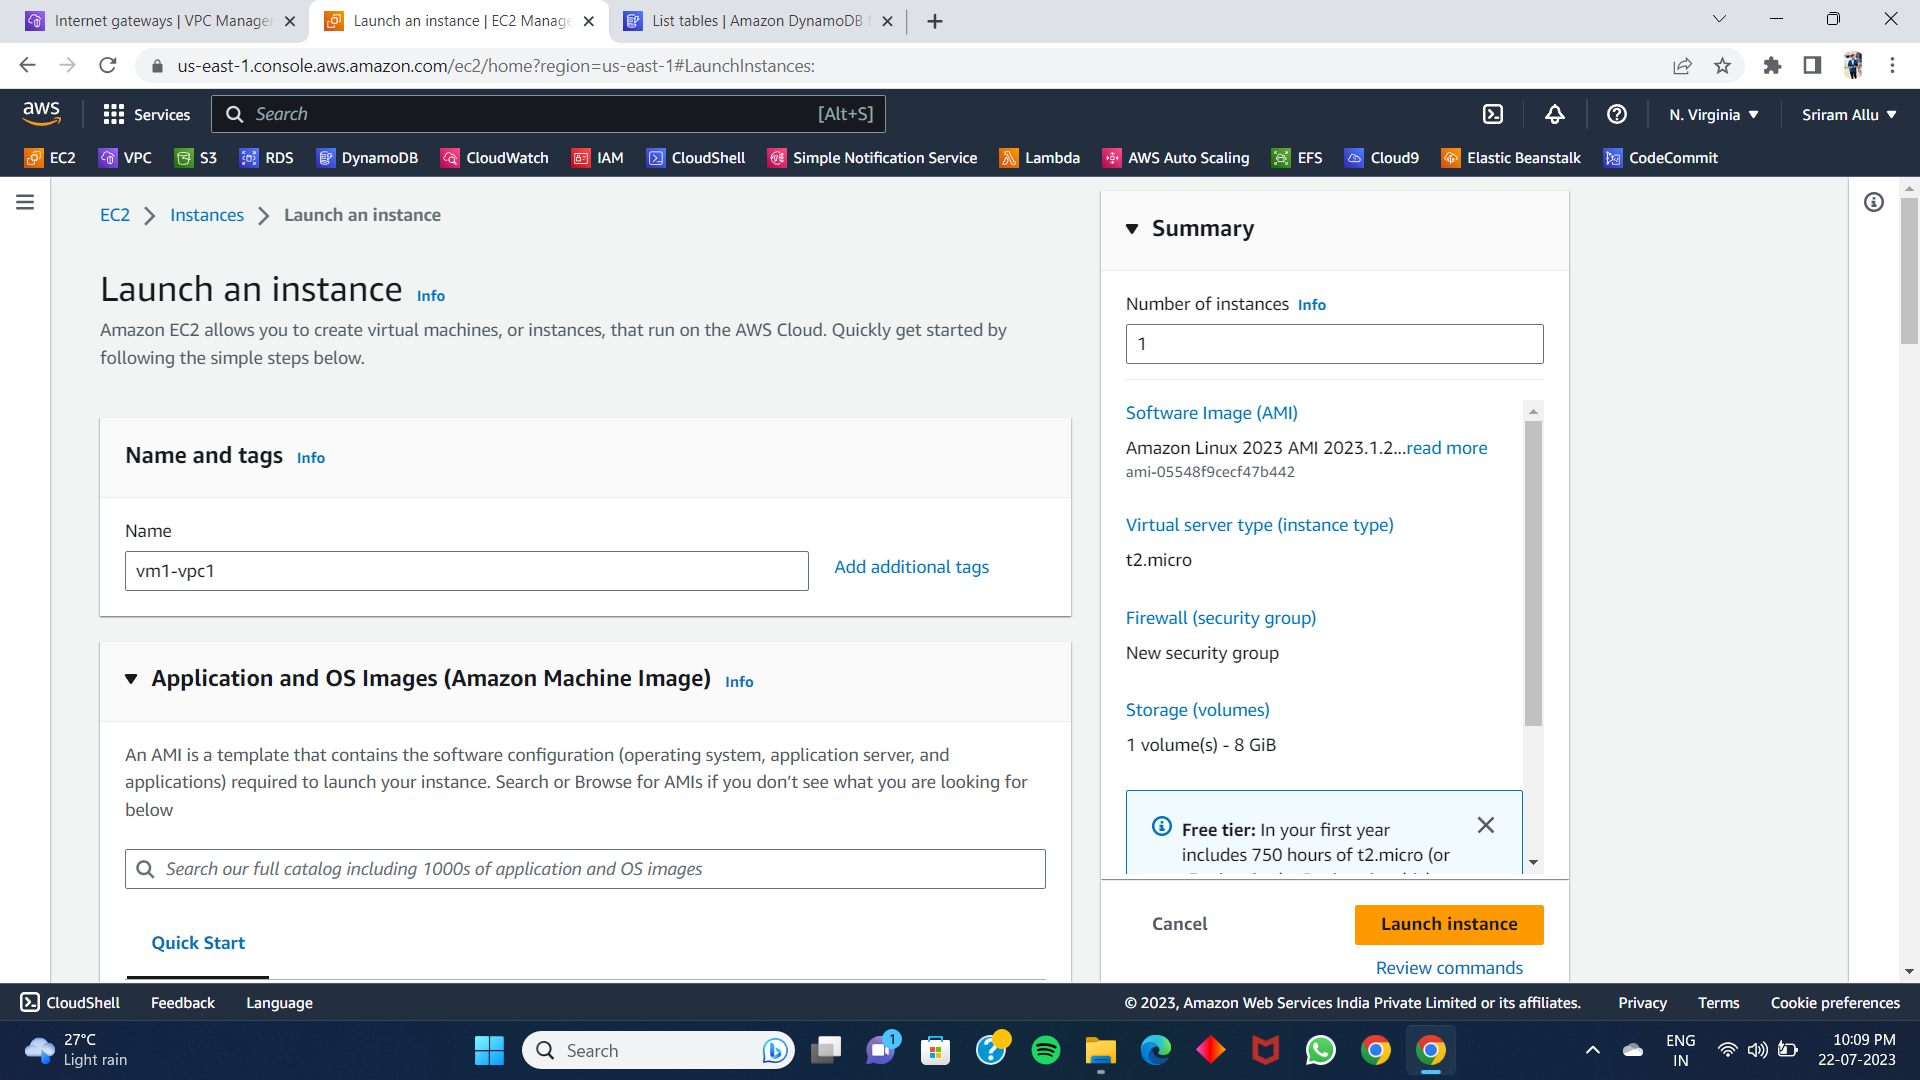 Internet gateways | VPC Manage
Launch an instance | EC2 Manage
List tables | Amazon DynamoDB
us-east-1.console.aws.amazon.com/ec2/home?region=us-east-1#LaunchInstances:
aws
Services
Search
[Alt+S]
N. Virginia
Sriram Allu
EC2
VPC
S3
RDS
DynamoDB
CloudWatch
IAM
CloudShell
Simple Notification Service
Lambda
AWS Auto Scaling
EFS
Cloud9
Elastic Beanstalk
CodeCommit
EC2
Instances
Launch an instance
Launch an instance Info
Amazon EC2 allows you to create virtual machines, or instances, that run on the AWS Cloud. Quickly get started by
following the simple steps below.
Name and tags Info
Name
vm1-vpc1
Add additional tags
Application and OS Images (Amazon Machine Image) Info
An AMI is a template that contains the software configuration (operating system, application server, and
applications) required to launch your instance. Search or Browse for AMIs if you don’t see what you are looking for
below
Search our full catalog including 1000s of application and OS images
Quick Start
Summary
Number of instances Info
1
Software Image (AMI)
Amazon Linux 2023 AMI 2023.1.2...read more
ami-05548f9cecf47b442
Virtual server type (instance type)
t2.micro
Firewall (security group)
New security group
Storage (volumes)
1 volume(s) - 8 GiB
Free tier: In your first year
includes 750 hours of t2.micro (or
Cancel
Launch instance
Review commands
CloudShell
Feedback
Language
© 2023, Amazon Web Services India Private Limited or its affiliates.
Privacy
Terms
Cookie preferences
27°C
Light rain
Search
1
ENG
IN
10:09 PM
22-07-2023